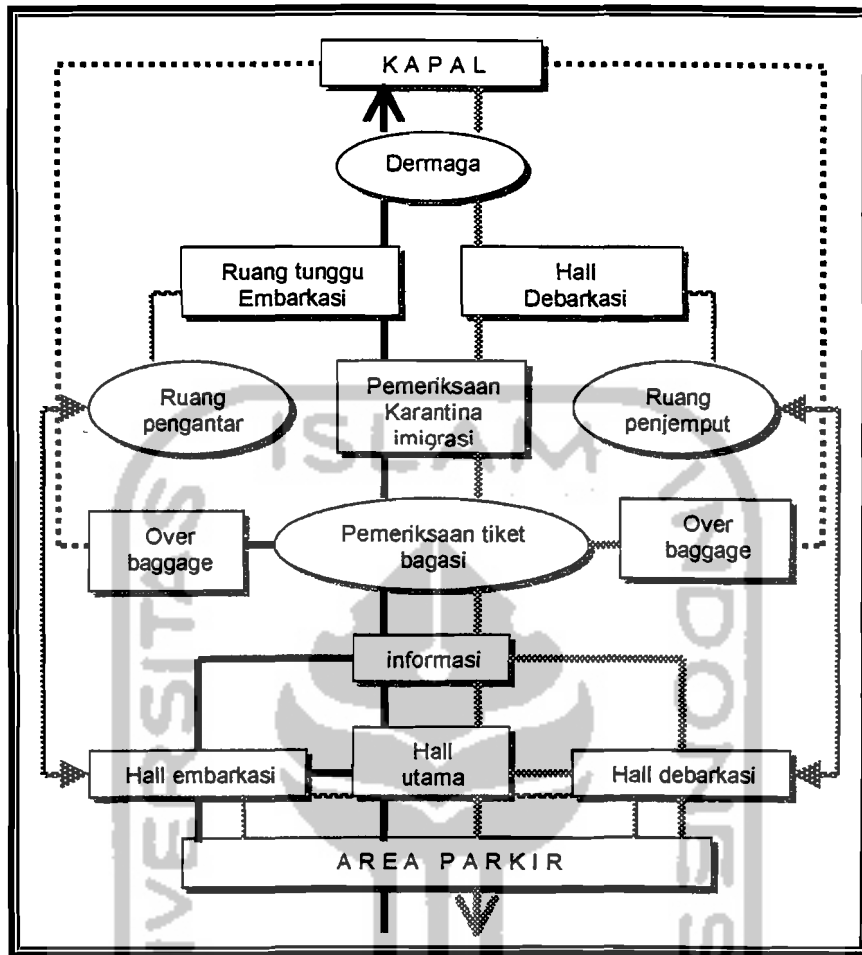 KAPAL
Dermaga
Ruang tunggu
Embarkasi
Hall
Debarkasi
Ruang
pengantar
Pemeriksaan
Karantina
imigrasi
Ruang
penjemput
Over
baggage
Pemeriksaan tiket
bagasi
Over
baggage
informasi
Hall embarkasi
Hall
utama
Hall debarkasi
AREA PARKIR
ISLAM